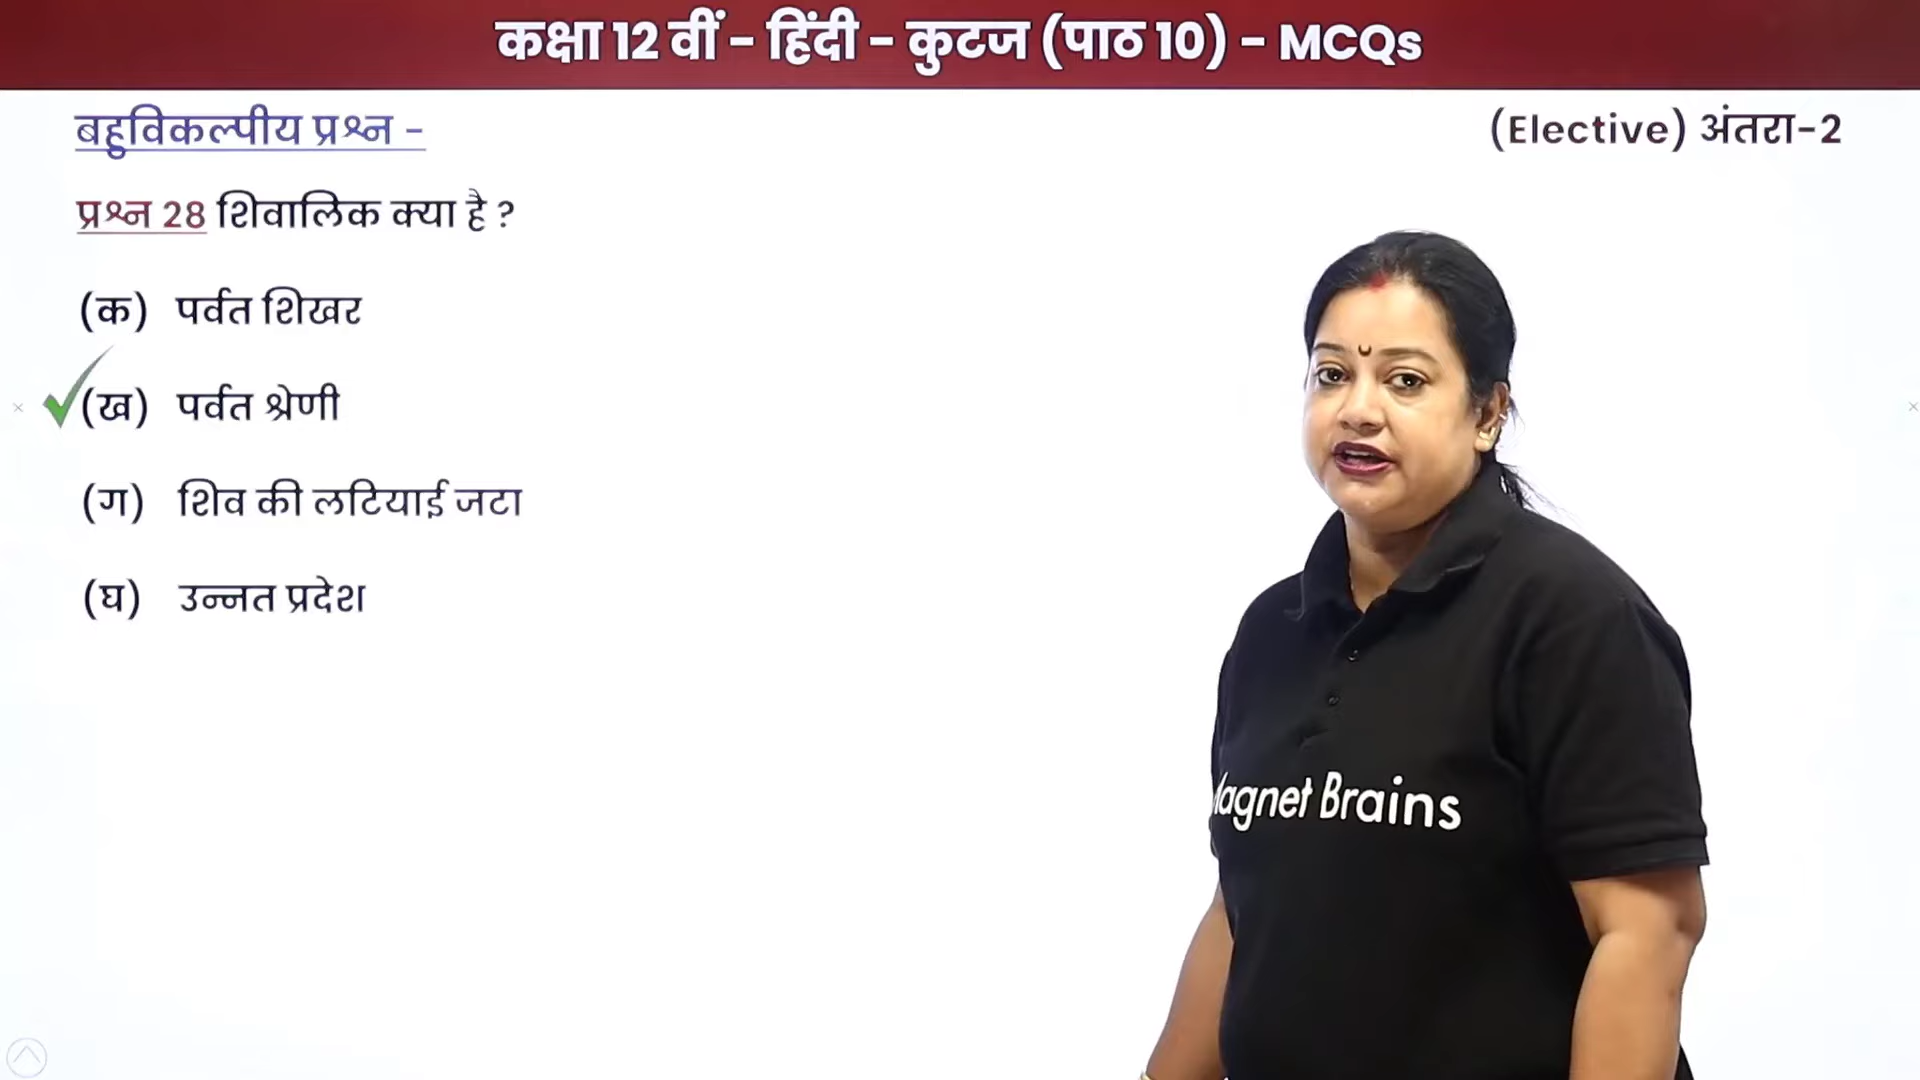 कक्षा 12 वीं - हिंदी - कुटज (पाठ 10) - MCQs
बहुविकल्पीय प्रश्न -
(Elective) अंतरा-2
प्रश्न 28 शिवालिक क्या है ?
(क) पर्वत शिखर
(ख) पर्वत श्रेणी
(ग) शिव की लटियाई जटा
(घ) उन्नत प्रदेश
Magnet Brains